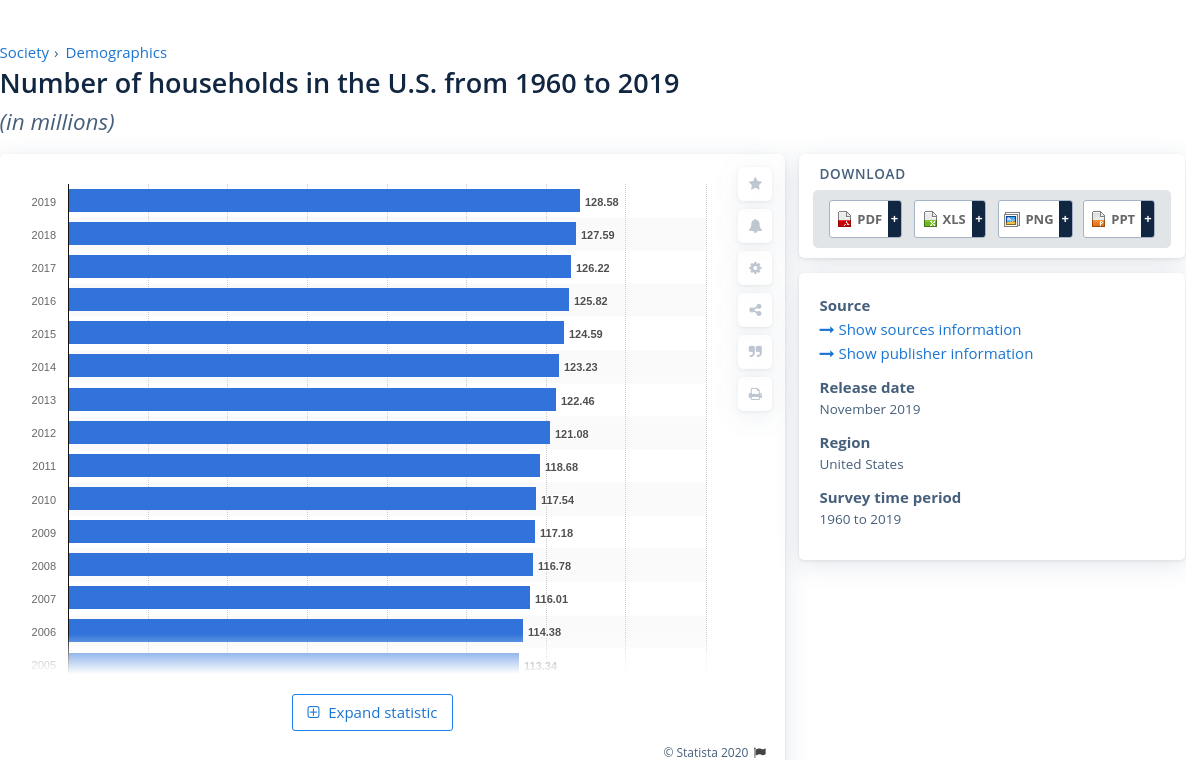 Society › Demographics
Number of households in the U.S. from 1960 to 2019
(in millions)
2019 128.58
2018 127.59
2017 126.22
2016 125.82
2015 124.59
2014 123.23
2013 122.46
2012 121.08
2011 118.68
2010 117.54
2009 117.18
2008 116.78
2007 116.01
2006 114.38
2005 113.34
Expand statistic
© Statista 2020
DOWNLOAD
PDF + XLS + PNG + PPT +
Source
Show sources information
Show publisher information
Release date
November 2019
Region
United States
Survey time period
1960 to 2019